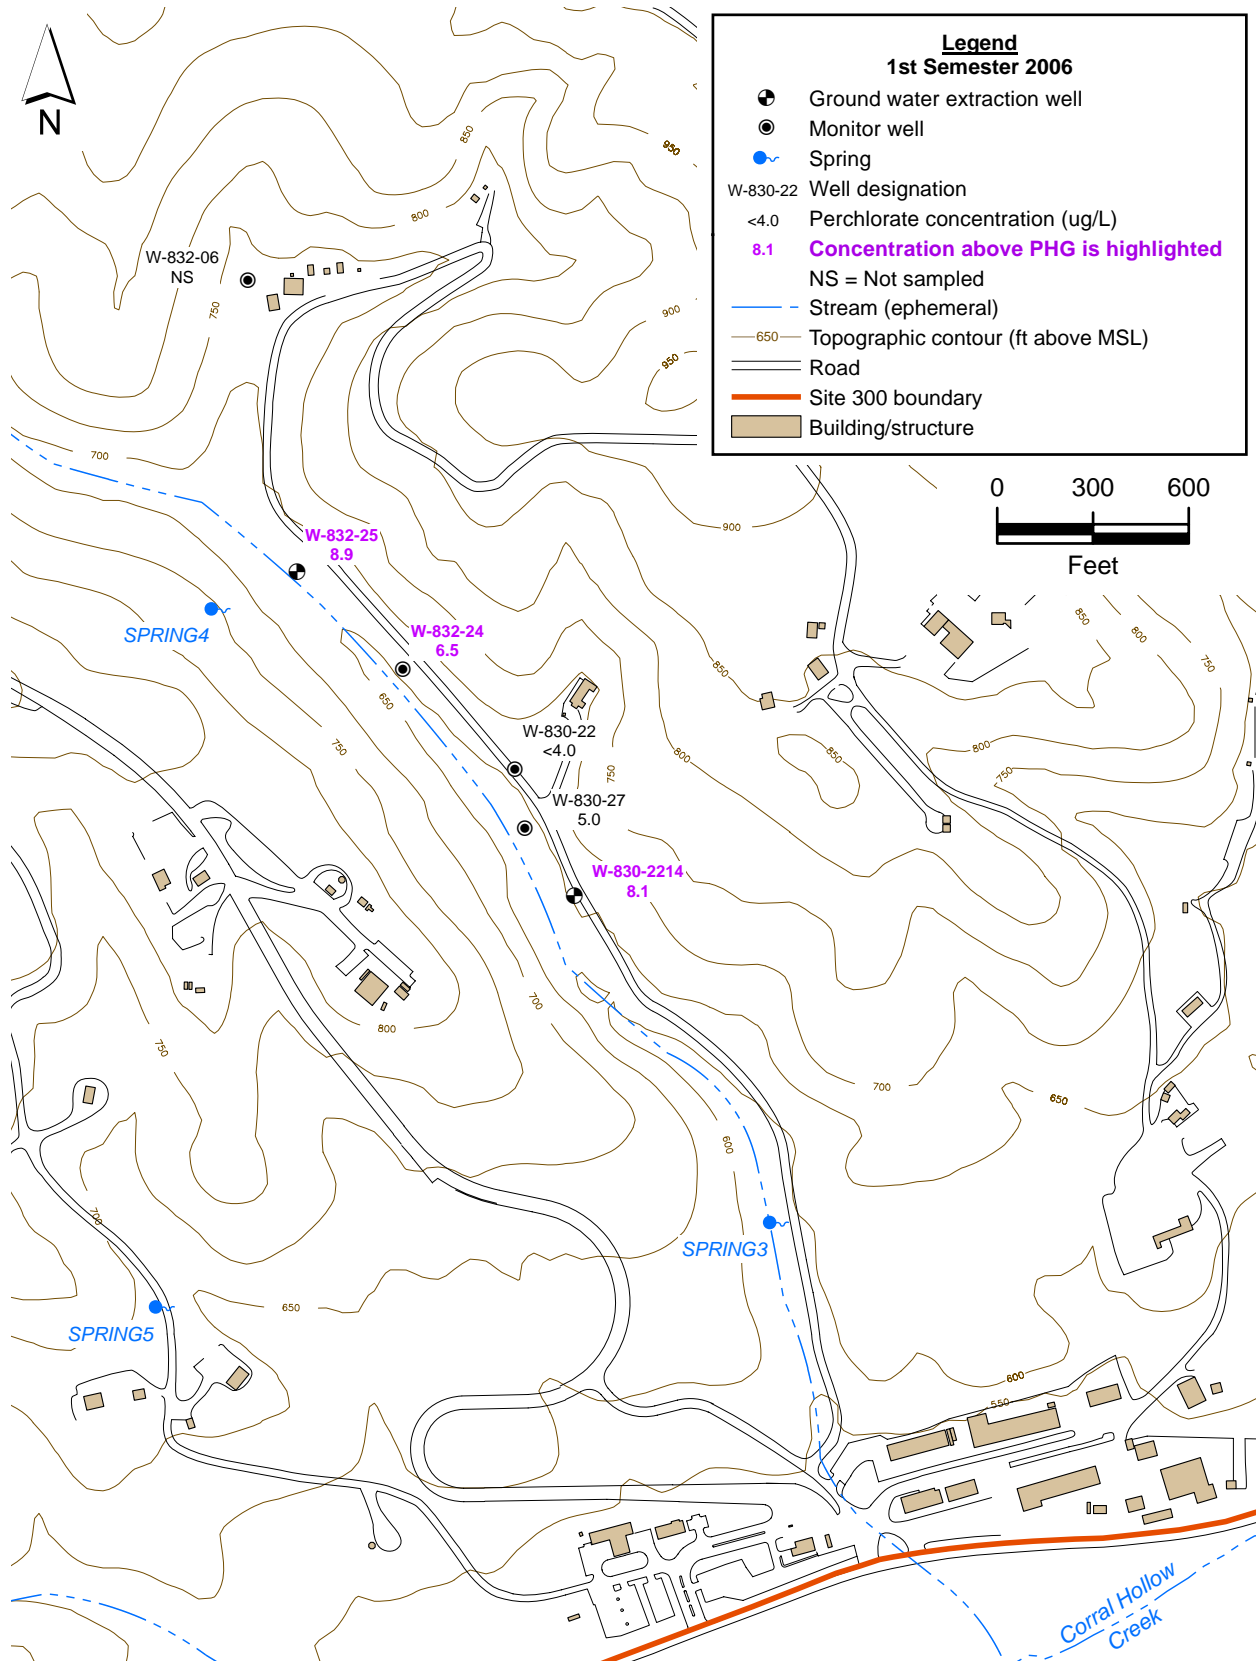 N
Legend
1st Semester 2006
Ground water extraction well
Monitor well
Spring
W-830-22 Well designation
<4.0 Perchlorate concentration (ug/L)
8.1 Concentration above PHG is highlighted
NS = Not sampled
Stream (ephemeral)
650 Topographic contour (ft above MSL)
Road
Site 300 boundary
Building/structure
0 300 600
Feet
850
950
800
W-832-06
NS
750
900
950
700
900
W-832-25
8.9
SPRING4
W-832-24
6.5
850
850
800
750
650
750
W-830-22
<4.0
800
750
850
800
750
W-830-27
5.0
W-830-2214
8.1
700
800
750
700
650
600
700
SPRING3
650
SPRING5
600
550
Corral Hollow
Creek